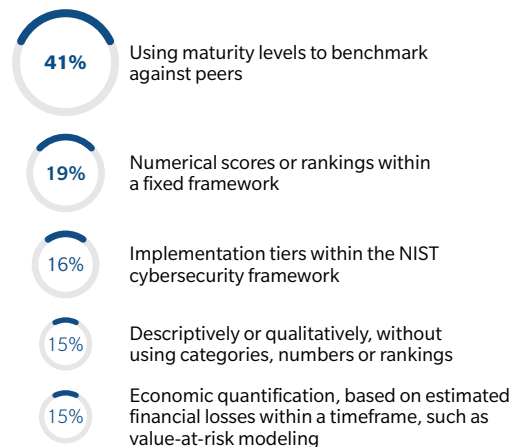 41%
Using maturity levels to benchmark
against peers
19%
Numerical scores or rankings within
a fixed framework
16%
Implementation tiers within the NIST
cybersecurity framework
15%
Descriptively or qualitatively, without
using categories, numbers or rankings
15%
Economic quantification, based on estimated
financial losses within a timeframe, such as
value-at-risk modeling